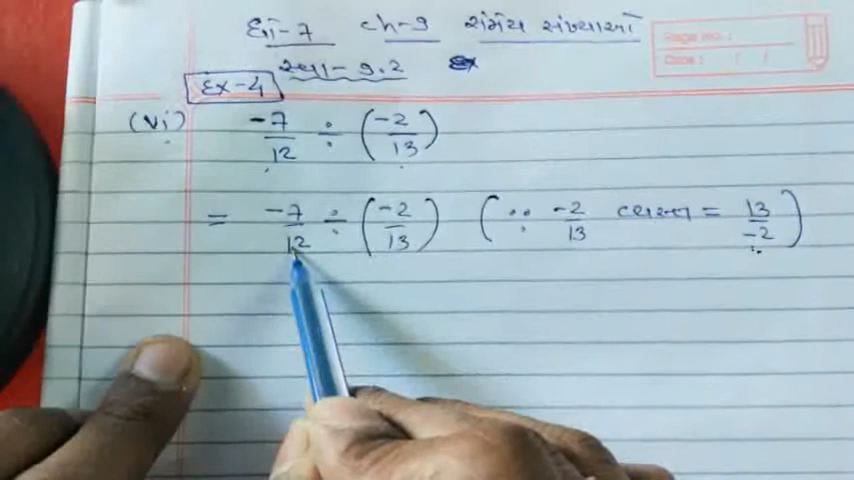 ધો-7 ch-9 સંમેય સંખ્યાઓ
Page No. :
Date : / /
સ્વા- 9.2 Ex
Ex-4
(vi) -7/12 ÷ (-2/13)
= -7/12 ÷ (-2/13) (∵ -2/13 વ્યસ્ત = 13/-2)